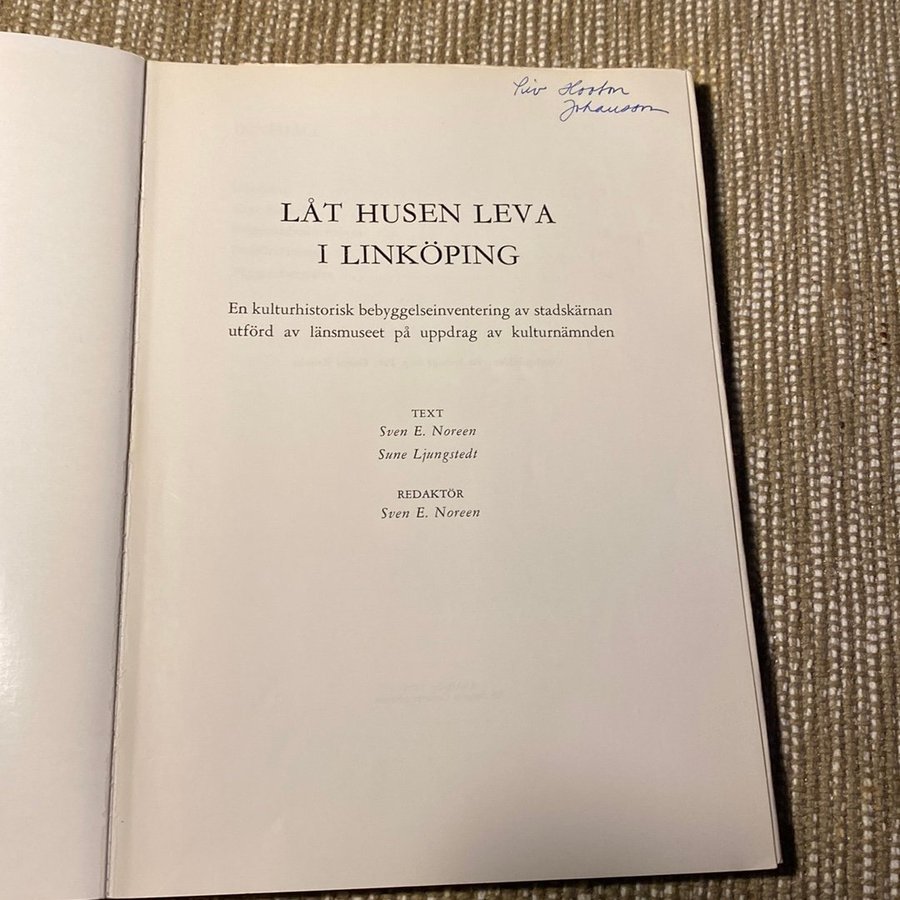 Johansson
LÅT HUSEN LEVA
I LINKÖPING
En kulturhistorisk bebyggelseinventering av stadskärnan
utförd av länsmuseet på uppdrag av kulturnämnden
TEXT
Sven E. Noreen
Sune Ljungstedt
REDAKTÖR
Sven E. Noreen